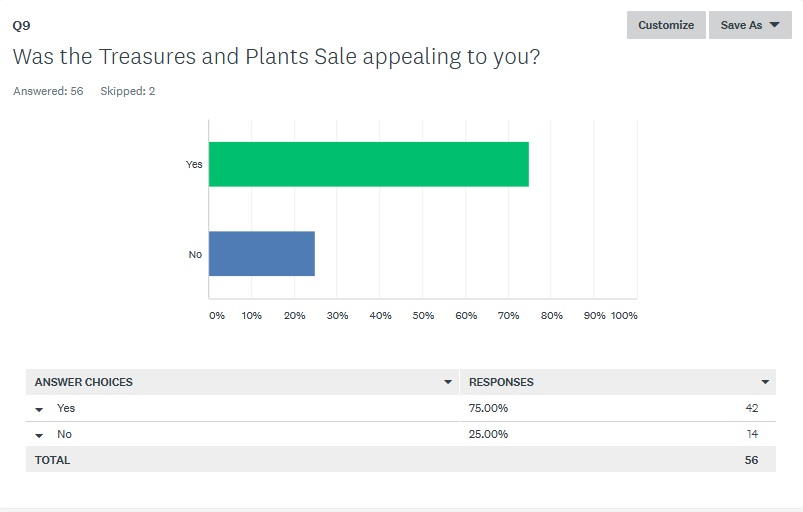 Q9
Customize
Save As
Was the Treasures and Plants Sale appealing to you?
Answered: 56 Skipped: 2
Yes
No
0% 10% 20% 30% 40% 50% 60% 70% 80% 90% 100%
ANSWER CHOICES RESPONSES
Yes 75.00% 42
No 25.00% 14
TOTAL 56